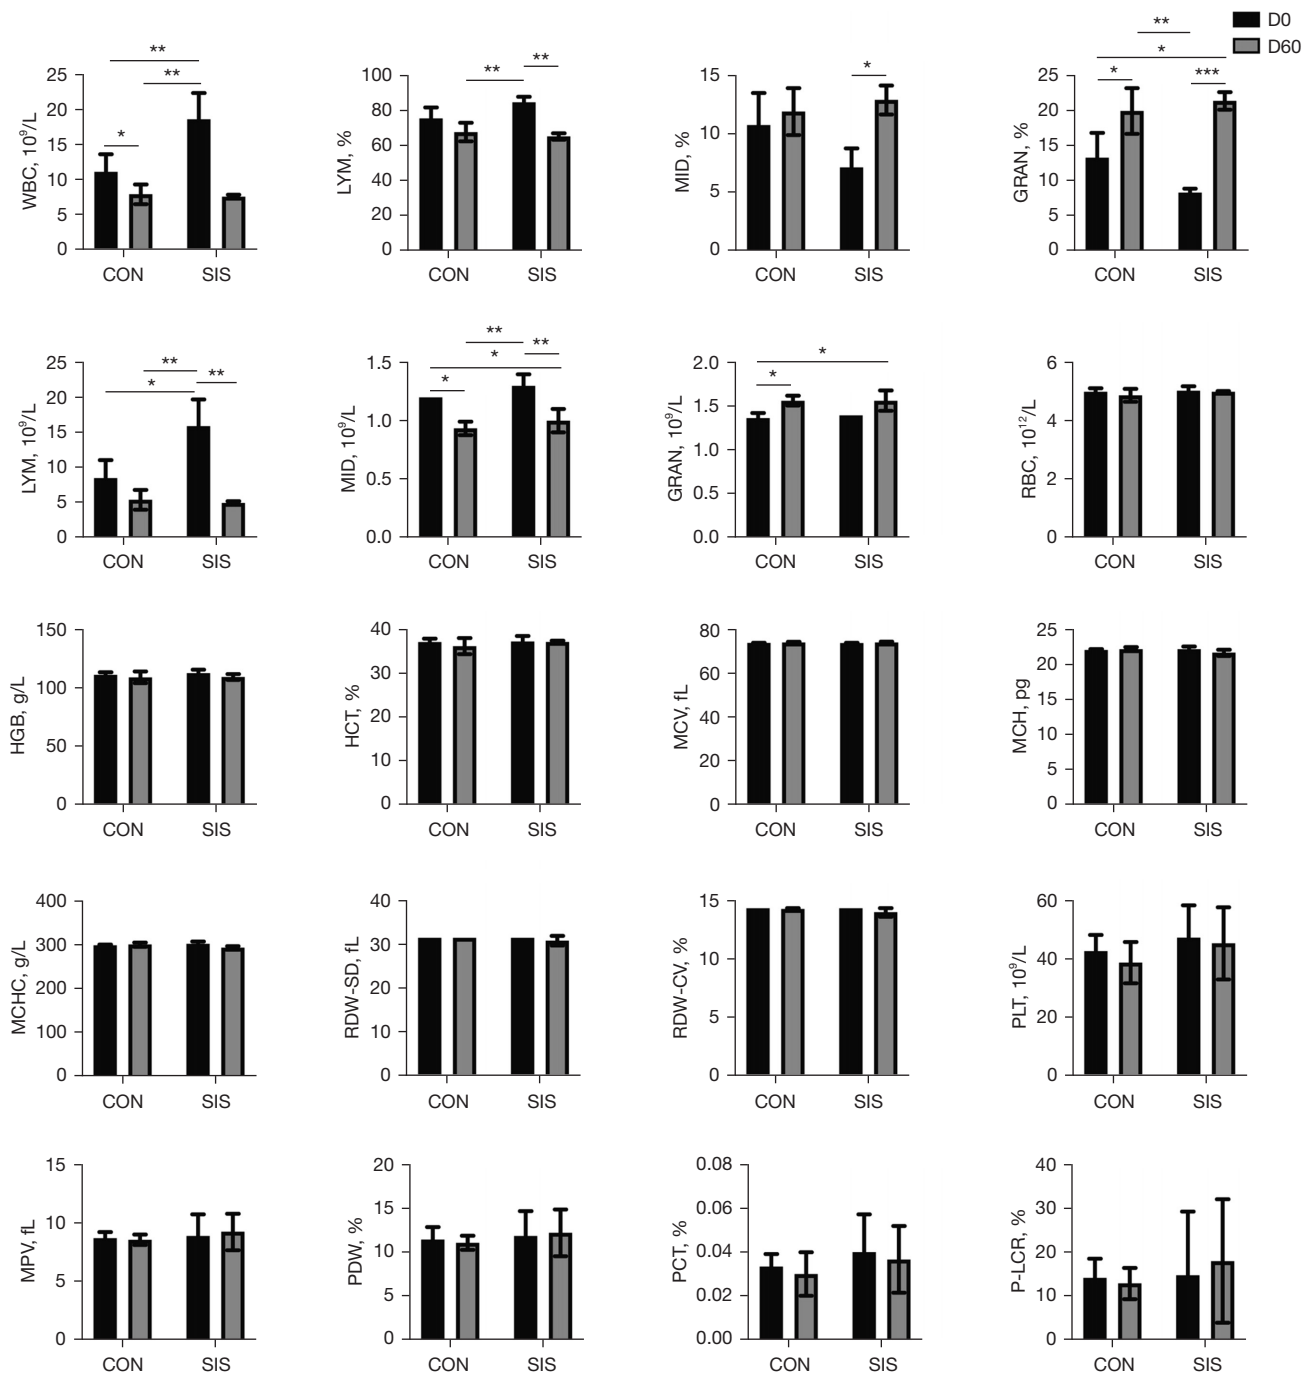 D0
D60
WBC, 10⁹/L
25
20
15
10
5
0
**
**
*
CON SIS
LYM, %
100
80
60
40
20
0
**
**
CON SIS
MID, %
15
10
5
0
*
CON SIS
GRAN, %
25
20
15
10
5
0
**
*
*
***
CON SIS
LYM, 10⁹/L
25
20
15
10
5
0
**
*
**
CON SIS
MID, 10⁹/L
1.5
1.0
0.5
0.0
**
*
**
*
CON SIS
GRAN, 10⁹/L
2.0
1.5
1.0
0.5
0.0
*
*
CON SIS
RBC, 10¹²/L
6
4
2
0
CON SIS
HGB, g/L
150
100
50
0
CON SIS
HCT, %
40
30
20
10
0
CON SIS
MCV, fL
80
60
40
20
0
CON SIS
MCH, pg
25
20
15
10
5
0
CON SIS
MCHC, g/L
400
300
200
100
0
CON SIS
RDW-SD, fL
40
30
20
10
0
CON SIS
RDW-CV, %
15
10
5
0
CON SIS
PLT, 10⁹/L
60
40
20
0
CON SIS
MPV, fL
15
10
5
0
CON SIS
PDW, %
20
15
10
5
0
CON SIS
PCT, %
0.08
0.06
0.04
0.02
0.00
CON SIS
P-LCR, %
40
30
20
10
0
CON SIS